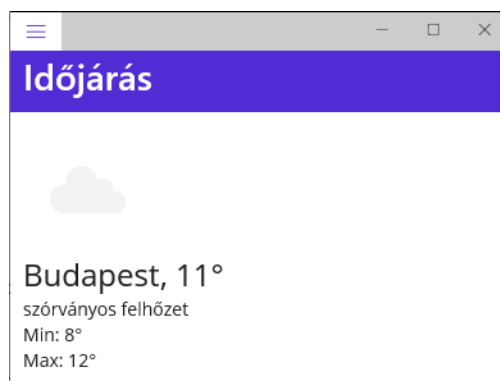 Időjárás
Budapest, 11°
szórványos felhőzet
Min: 8°
Max: 12°